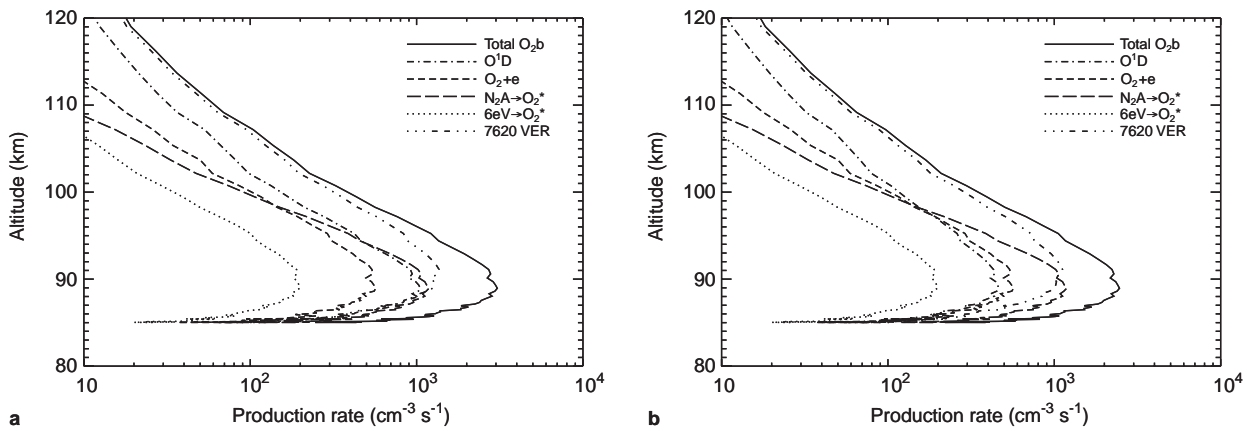 120
110
100
90
80
Altitude (km)
Total O₂b
O¹D
O₂+e
N₂A→O₂*
6eV→O₂*
7620 VER
10
10²
10³
10⁴
Production rate (cm⁻³ s⁻¹)
a
120
110
100
90
80
Altitude (km)
Total O₂b
O¹D
O₂+e
N₂A→O₂*
6eV→O₂*
7620 VER
10
10²
10³
10⁴
Production rate (cm⁻³ s⁻¹)
b